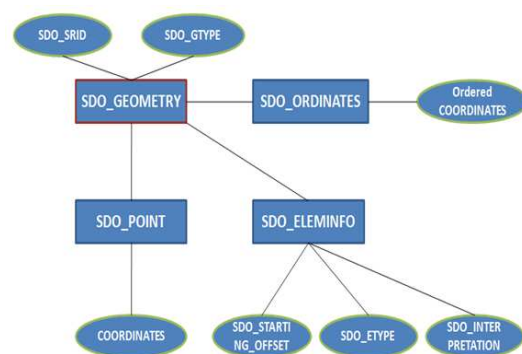 SDO_SRID
SDO_GTYPE
SDO_GEOMETRY
SDO_ORDINATES
Ordered
COORDINATES
SDO_POINT
SDO_ELEMINFO
COORDINATES
SDO_STARTI
NG_OFFSET
SDO_ETYPE
SDO_INTER
PRETATION